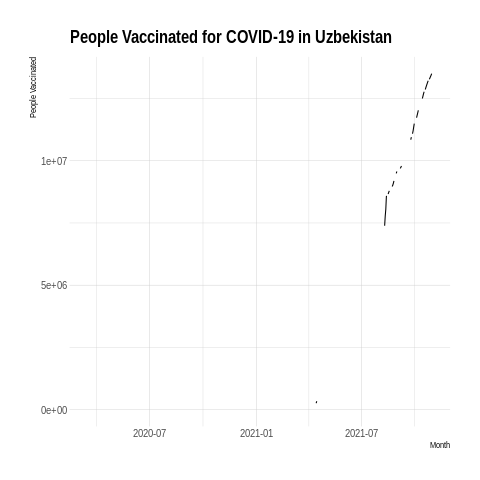 People Vaccinated for COVID-19 in Uzbekistan
People Vaccinated
1e+07
5e+06
0e+00
2020-07
2021-01
2021-07
Month